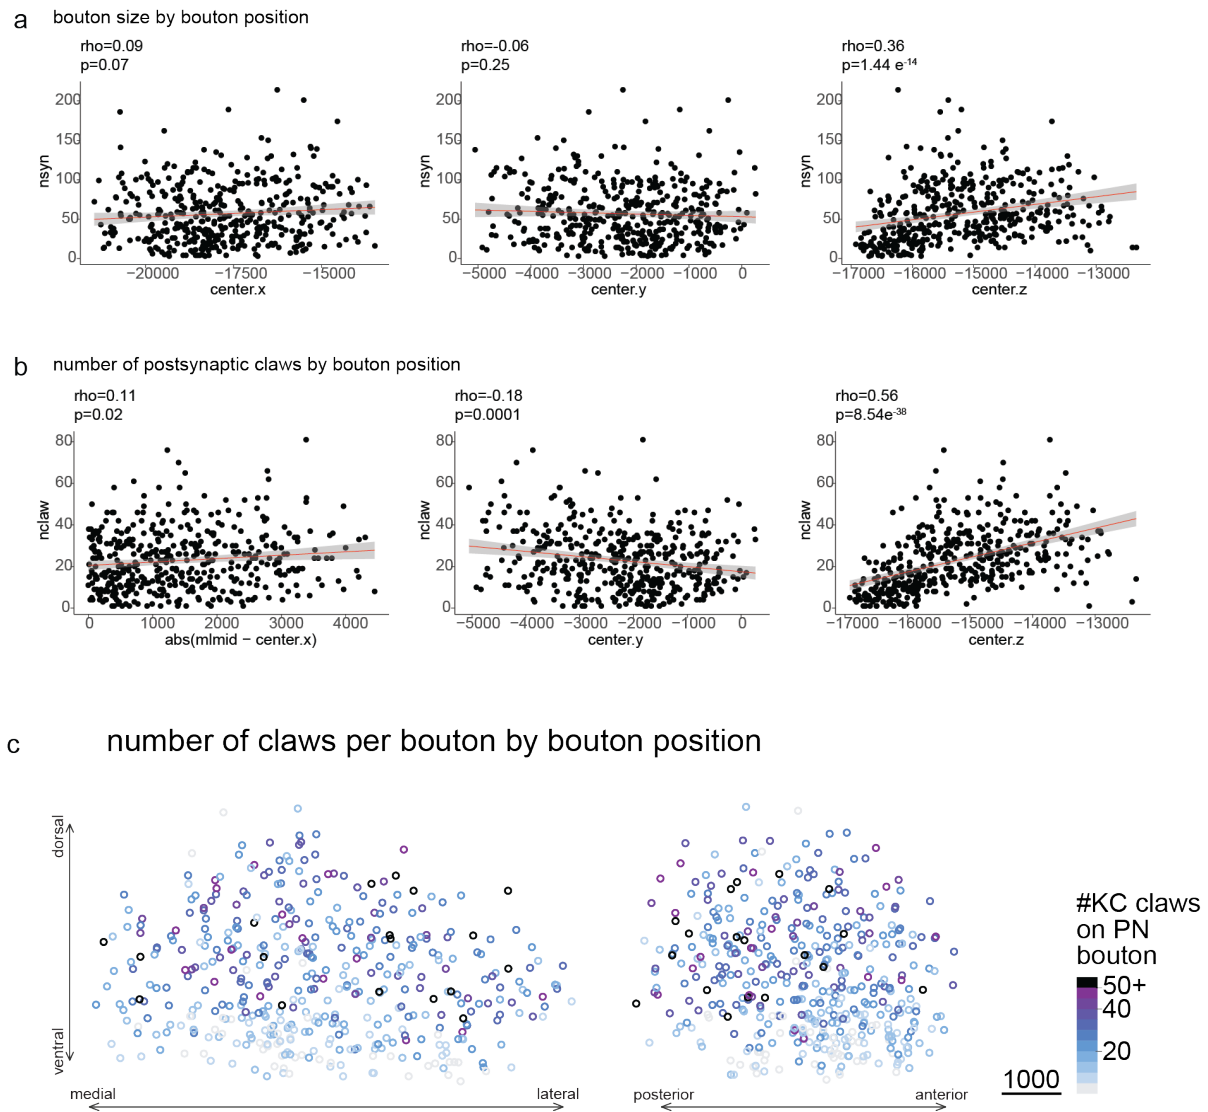 a bouton size by bouton position
rho=0.09
p=0.07
rho=-0.06
p=0.25
rho=0.36
p=1.44 e-14
200
150
100
50
0
nsyn
−20000 −17500 −15000
center.x
200
150
100
50
0
nsyn
−5000 −4000 −3000 −2000 −1000 0
center.y
200
150
100
50
0
nsyn
−17000 −16000 −15000 −14000 −13000
center.z
b number of postsynaptic claws by bouton position
rho=0.11
p=0.02
rho=-0.18
p=0.0001
rho=0.56
p=8.54e-38
80
60
40
20
0
nclaw
0 1000 2000 3000 4000
abs(mlmid − center.x)
80
60
40
20
0
nclaw
−5000 −4000 −3000 −2000 −1000 0
center.y
80
60
40
20
0
nclaw
−17000 −16000 −15000 −14000 −13000
center.z
c number of claws per bouton by bouton position
dorsal
ventral
medial lateral
posterior anterior
1000
#KC claws
on PN
bouton
50+
40
20